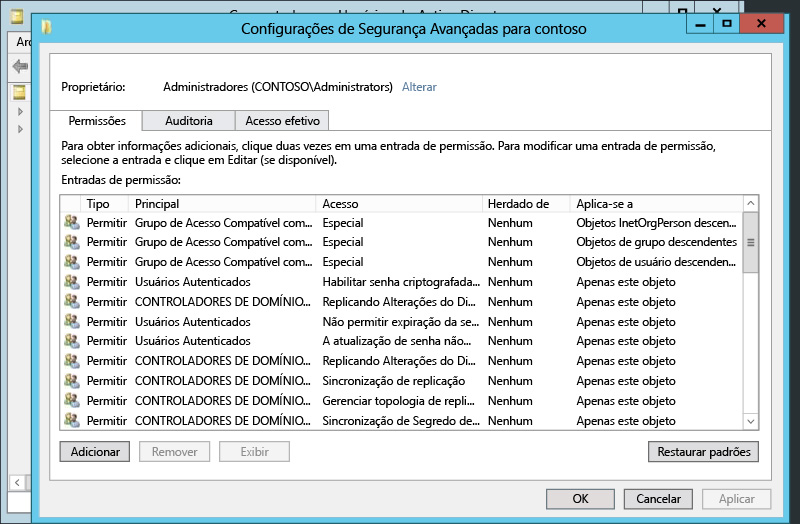 Configurações de Segurança Avançadas para contoso
Proprietário: Administradores (CONTOSO\Administrators) Alterar
Permissões Auditoria Acesso efetivo
Para obter informações adicionais, clique duas vezes em uma entrada de permissão. Para modificar uma entrada de permissão,
selecione a entrada e clique em Editar (se disponível).
Entradas de permissão:
Tipo Principal Acesso Herdado de Aplica-se a
Permitir Grupo de Acesso Compatível com... Especial Nenhum Objetos InetOrgPerson descen...
Permitir Grupo de Acesso Compatível com... Especial Nenhum Objetos de grupo descendentes
Permitir Grupo de Acesso Compatível com... Especial Nenhum Objetos de usuário descenden...
Permitir Usuários Autenticados Habilitar senha criptografada... Nenhum Apenas este objeto
Permitir CONTROLADORES DE DOMÍNIO... Replicando Alterações do Di... Nenhum Apenas este objeto
Permitir Usuários Autenticados Não permitir expiração da se... Nenhum Apenas este objeto
Permitir Usuários Autenticados A atualização de senha não... Nenhum Apenas este objeto
Permitir CONTROLADORES DE DOMÍNIO... Replicando Alterações do Di... Nenhum Apenas este objeto
Permitir CONTROLADORES DE DOMÍNIO... Sincronização de replicação Nenhum Apenas este objeto
Permitir CONTROLADORES DE DOMÍNIO... Gerenciar topologia de repli... Nenhum Apenas este objeto
Permitir CONTROLADORES DE DOMÍNIO... Sincronização de Segredo de... Nenhum Apenas este objeto
Adicionar Remover Exibir Restaurar padrões
OK Cancelar Aplicar